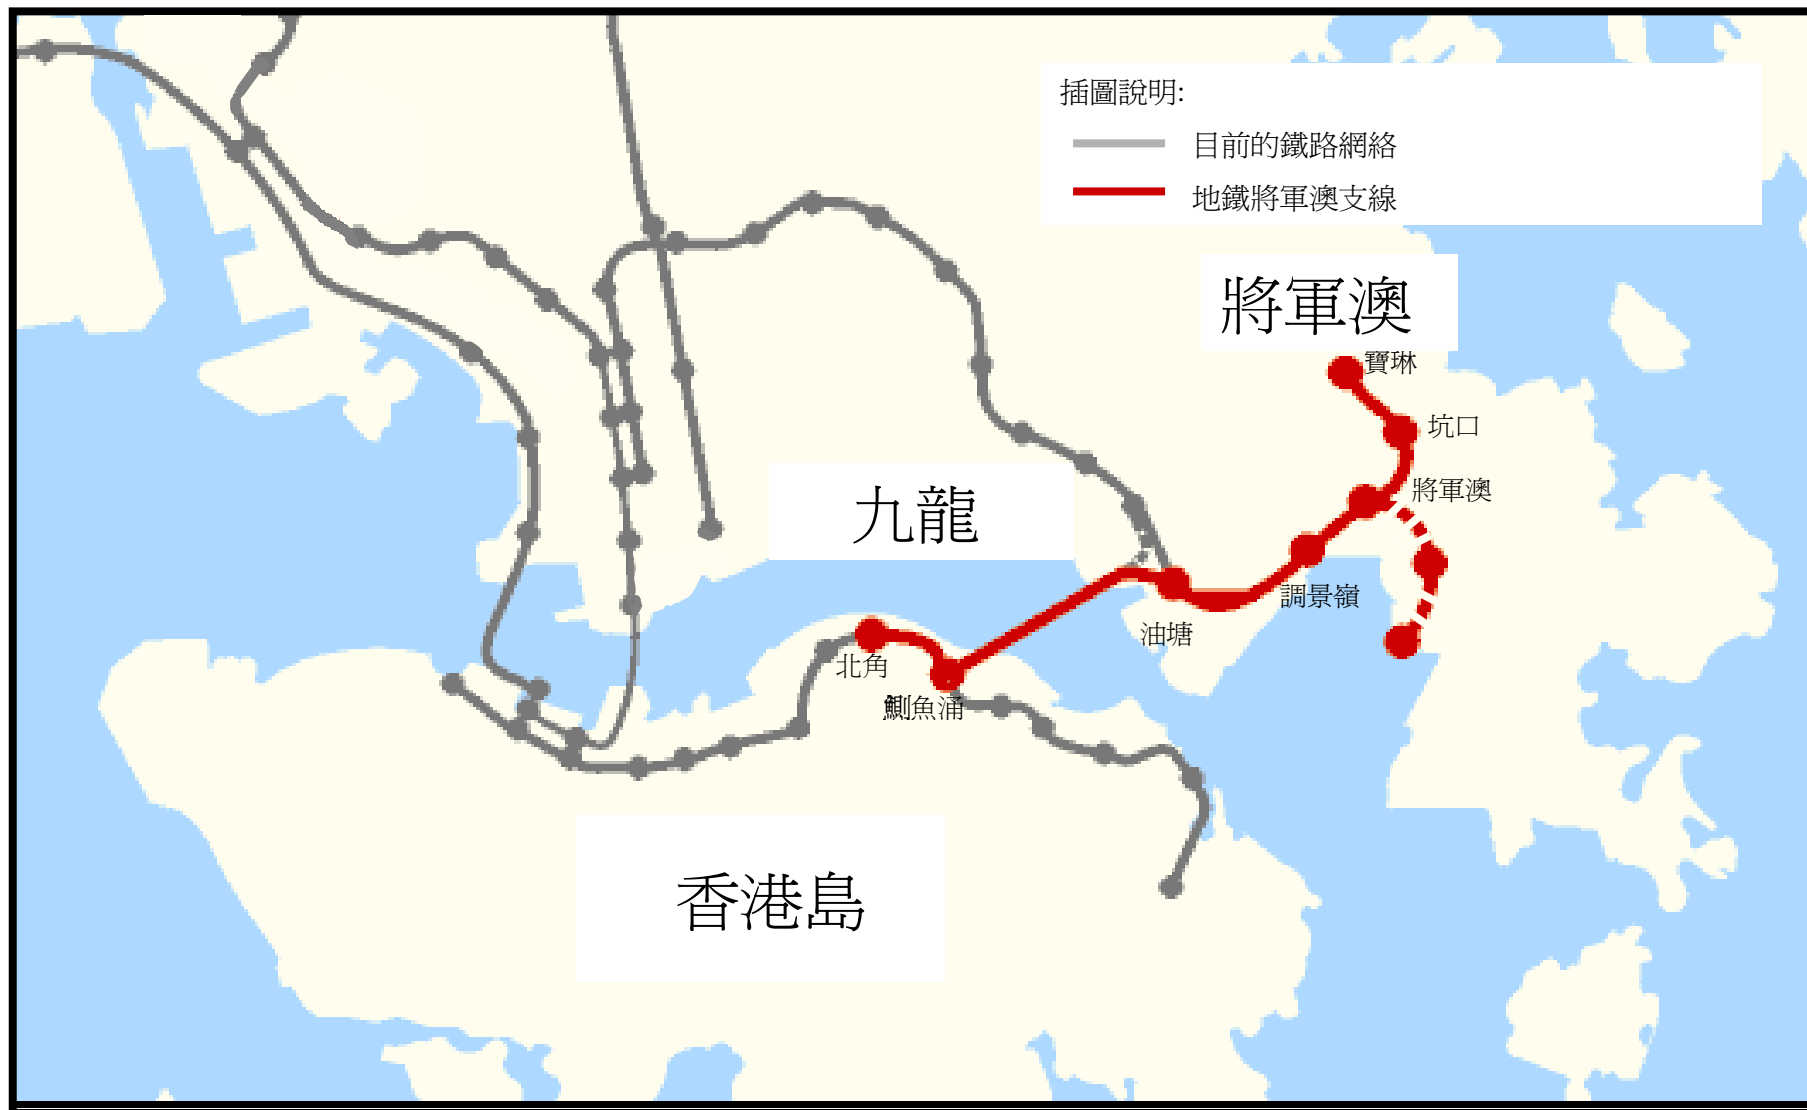 插圖說明:
目前的鐵路網絡
地鐵將軍澳支線
將軍澳
寶琳
坑口
將軍澳
九龍
調景嶺
油塘
北角
鰂魚涌
香港島